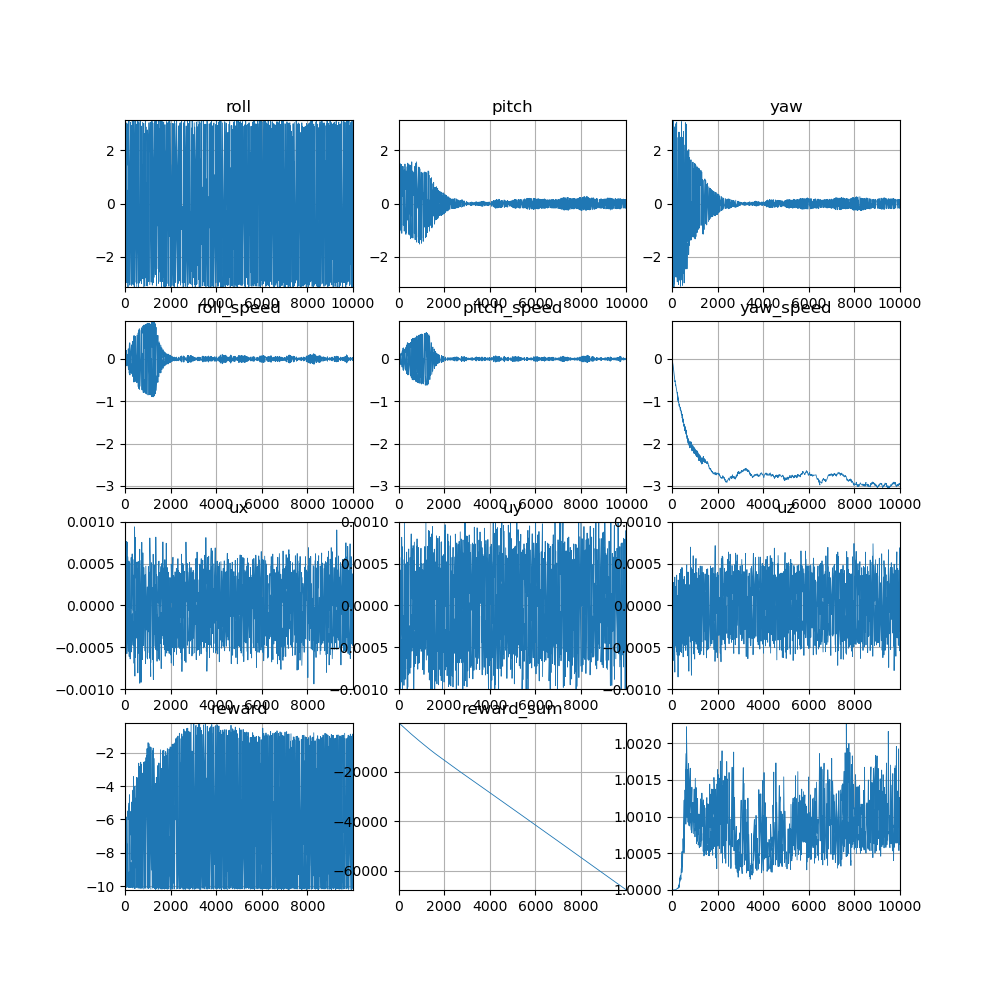 roll pitch yaw
2 2 2
0 0 0
−2 −2 −2
0 2000 4000 6000 8000 10000 0 2000 4000 6000 8000 10000 0 2000 4000 6000 8000 10000
roll_speed pitch_speed yaw_speed
0 0 0
−1 −1 −1
−2 −2 −2
−3 −3 −3
0 2000 4000 6000 8000 10000 0 2000 4000 6000 8000 10000 0 2000 4000 6000 8000 10000
ux uy uz
0.0010 0.0010 0.0010
0.0005 0.0005 0.0005
0.0000 0.0000 0.0000
−0.0005 −0.0005 −0.0005
−0.0010 −0.0010 −0.0010
0 2000 4000 6000 8000 0 2000 4000 6000 8000 0 2000 4000 6000 8000 10000
reward reward_sum
−2 −20000 1.0020
−4 1.0015
−6 −40000 1.0010
−8 −60000 1.0005
−10 1.0000
0 2000 4000 6000 8000 0 2000 4000 6000 8000 0 2000 4000 6000 8000 10000